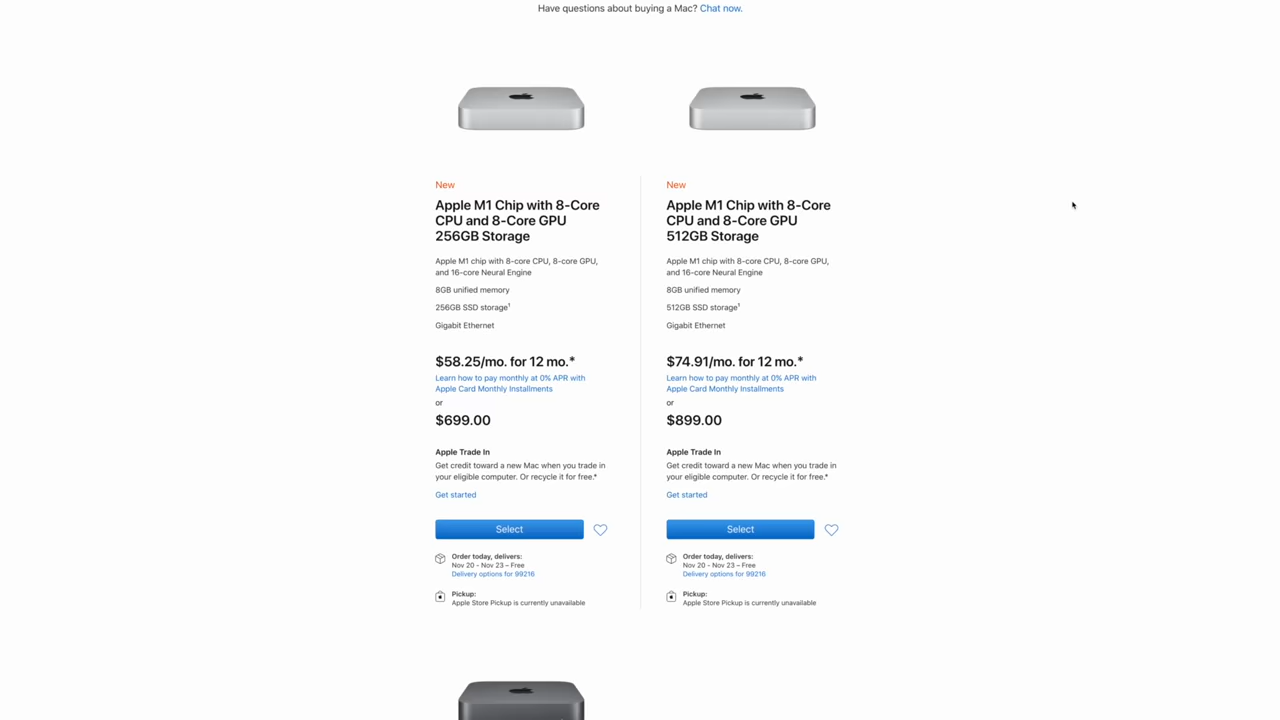 Have questions about buying a Mac? Chat now.
New
Apple M1 Chip with 8-Core
CPU and 8-Core GPU
256GB Storage
Apple M1 chip with 8-core CPU, 8-core GPU,
and 16-core Neural Engine
8GB unified memory
256GB SSD storage¹
Gigabit Ethernet
$58.25/mo. for 12 mo.*
Learn how to pay monthly at 0% APR with
Apple Card Monthly Installments
or
$699.00
Apple Trade In
Get credit toward a new Mac when you trade in
your eligible computer. Or recycle it for free.*
Get started
Select
Order today, delivers:
Nov 20 - Nov 23 – Free
Delivery options for 99216
Pickup:
Apple Store Pickup is currently unavailable
New
Apple M1 Chip with 8-Core
CPU and 8-Core GPU
512GB Storage
Apple M1 chip with 8-core CPU, 8-core GPU,
and 16-core Neural Engine
8GB unified memory
512GB SSD storage¹
Gigabit Ethernet
$74.91/mo. for 12 mo.*
Learn how to pay monthly at 0% APR with
Apple Card Monthly Installments
or
$899.00
Apple Trade In
Get credit toward a new Mac when you trade in
your eligible computer. Or recycle it for free.*
Get started
Select
Order today, delivers:
Nov 20 - Nov 23 – Free
Delivery options for 99216
Pickup:
Apple Store Pickup is currently unavailable